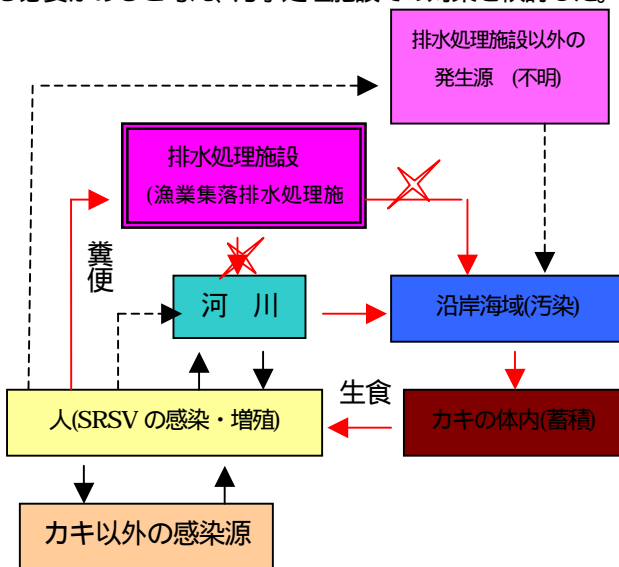 排水処理施設以外の
発生源 (不明)
排水処理施設
(漁業集落排水処理施
糞便
河 川
沿岸海域(汚染)
生食
人(SRSV の感染・増殖)
カキの体内(蓄積)
カキ以外の感染源